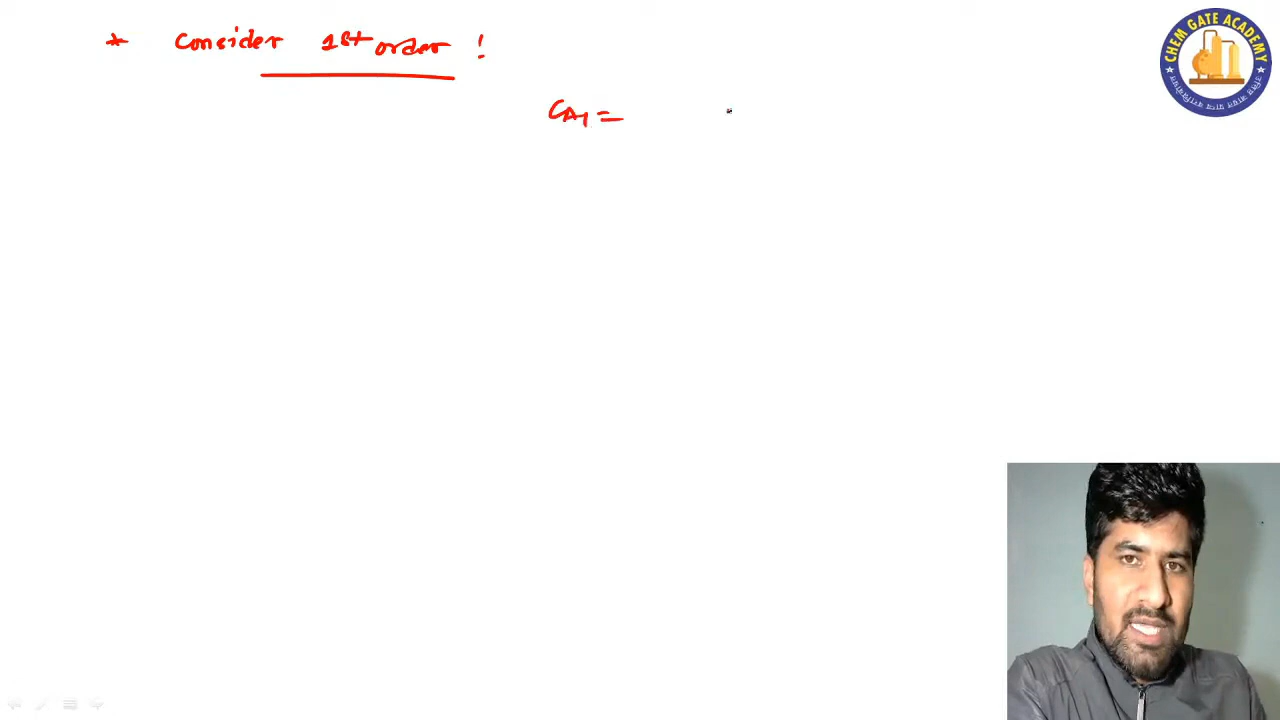 * Consider 1st order !
CA1 =
CHEM GATE ACADEMY